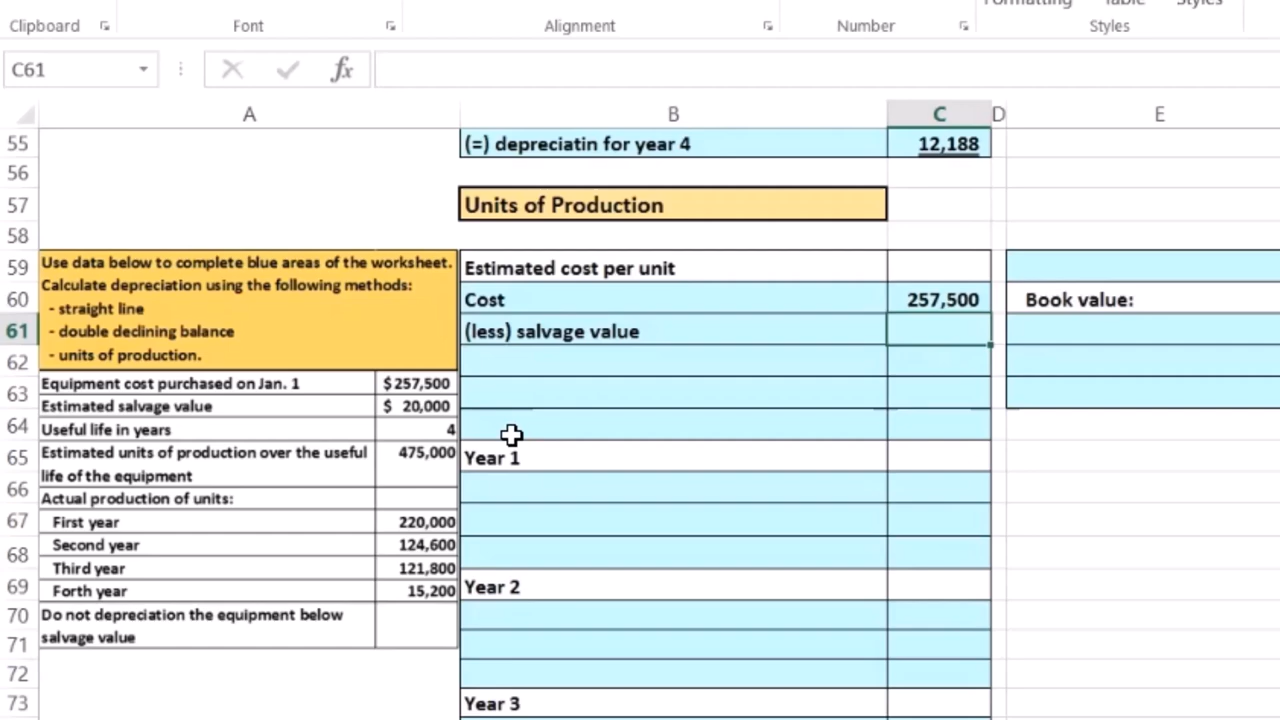 Formatting Table Styles
Clipboard Font Alignment Number Styles
C61 fx
A B C D E
55 (=) depreciatin for year 4 12,188
56
57 Units of Production
58
59 Estimated cost per unit
60 Cost 257,500 Book value:
61 (less) salvage value
62
63
64
65 Year 1
66
67
68
69 Year 2
70
71
72
73 Year 3
Use data below to complete blue areas of the worksheet.
Calculate depreciation using the following methods:
- straight line
- double declining balance
- units of production.
Equipment cost purchased on Jan. 1 $257,500
Estimated salvage value $ 20,000
Useful life in years 4
Estimated units of production over the useful 475,000
life of the equipment
Actual production of units:
First year 220,000
Second year 124,600
Third year 121,800
Forth year 15,200
Do not depreciation the equipment below
salvage value